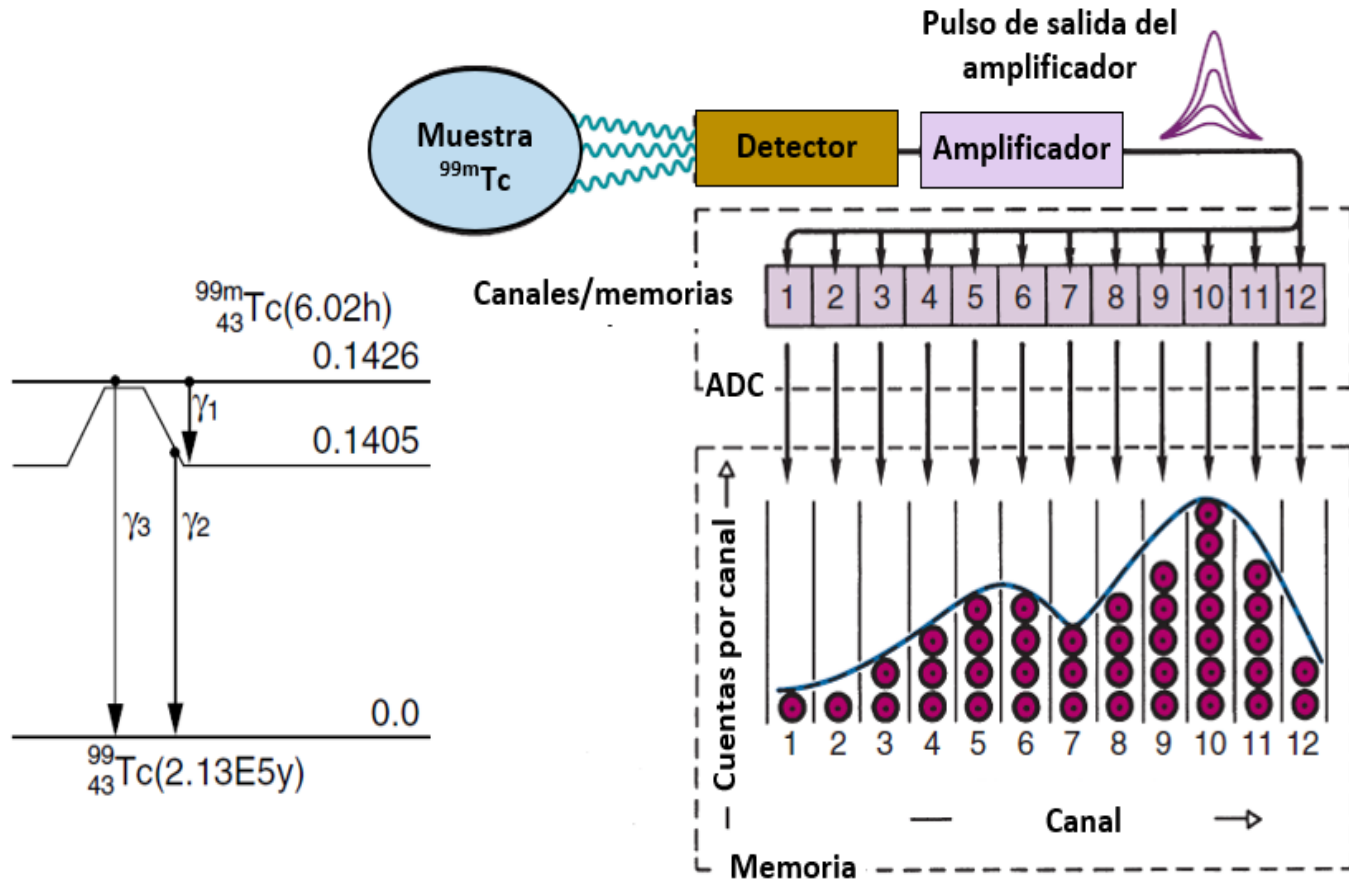 Pulso de salida del
amplificador
Muestra
99mTc
Detector
Amplificador
Canales/memorias
1 2 3 4 5 6 7 8 9 10 11 12
ADC
99m
43Tc(6.02h)
0.1426
γ1
0.1405
γ3
γ2
0.0
99
43Tc(2.13E5y)
Cuentas por canal
1 2 3 4 5 6 7 8 9 10 11 12
Canal
Memoria